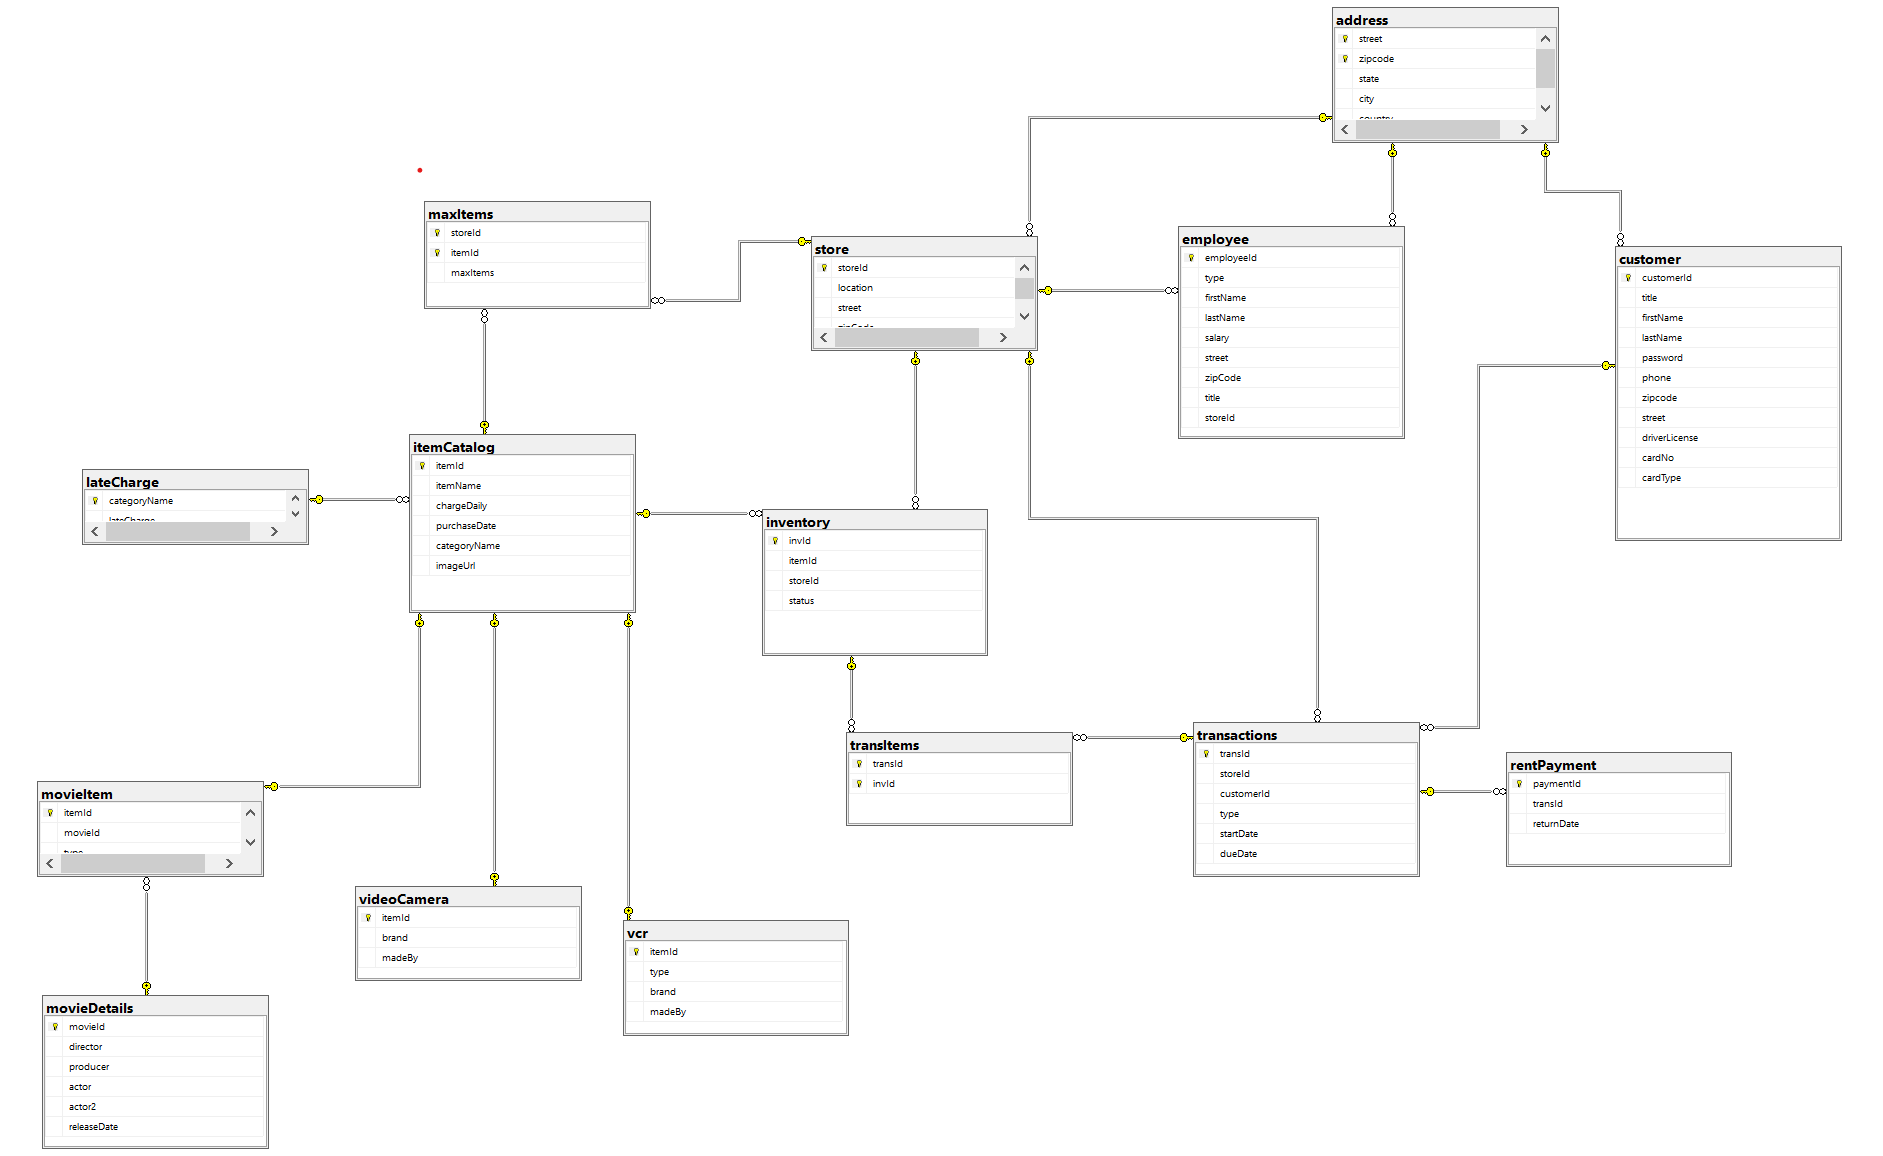 address
street
zipcode
state
city
country
maxItems
storeId
itemId
maxItems
store
storeId
location
street
zipCode
employee
employeeId
type
firstName
lastName
salary
street
zipCode
title
storeId
customer
customerId
title
firstName
lastName
password
phone
zipcode
street
driverLicense
cardNo
cardType
itemCatalog
itemId
itemName
chargeDaily
purchaseDate
categoryName
imageUrl
lateCharge
categoryName
lateCharge
inventory
invId
itemId
storeId
status
transItems
transId
invId
transactions
transId
storeId
customerId
type
startDate
dueDate
rentPayment
paymentId
transId
returnDate
movieItem
itemId
movieId
type
videoCamera
itemId
brand
madeBy
vcr
itemId
type
brand
madeBy
movieDetails
movieId
director
producer
actor
actor2
releaseDate